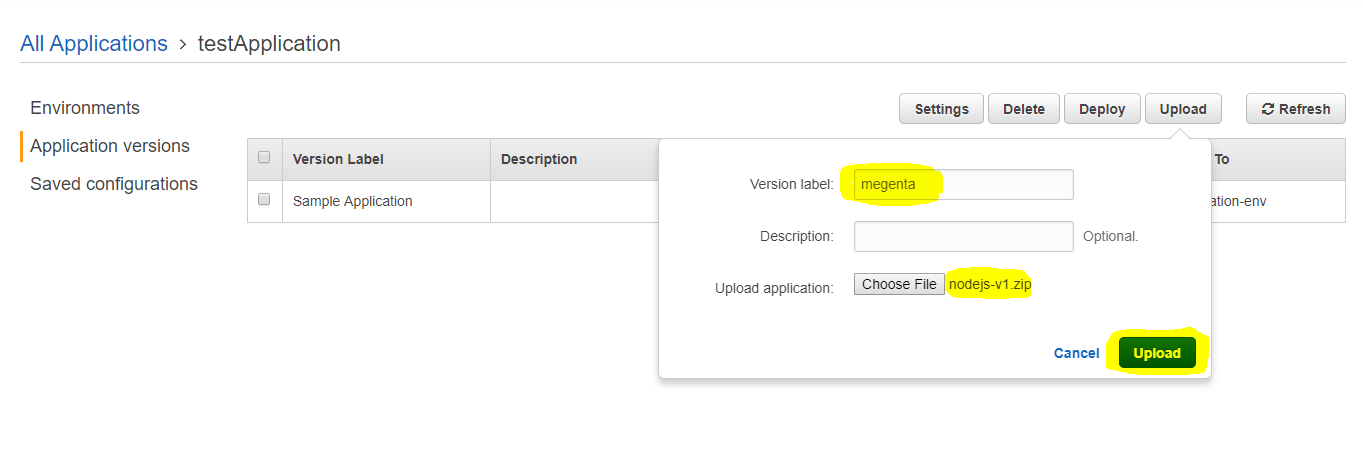 All Applications > testApplication
Environments
Application versions
Saved configurations
Settings Delete Deploy Upload Refresh
Version Label Description To
Sample Application ation-env
Version label: megenta
Description: Optional.
Upload application: Choose File nodejs-v1.zip
Cancel Upload